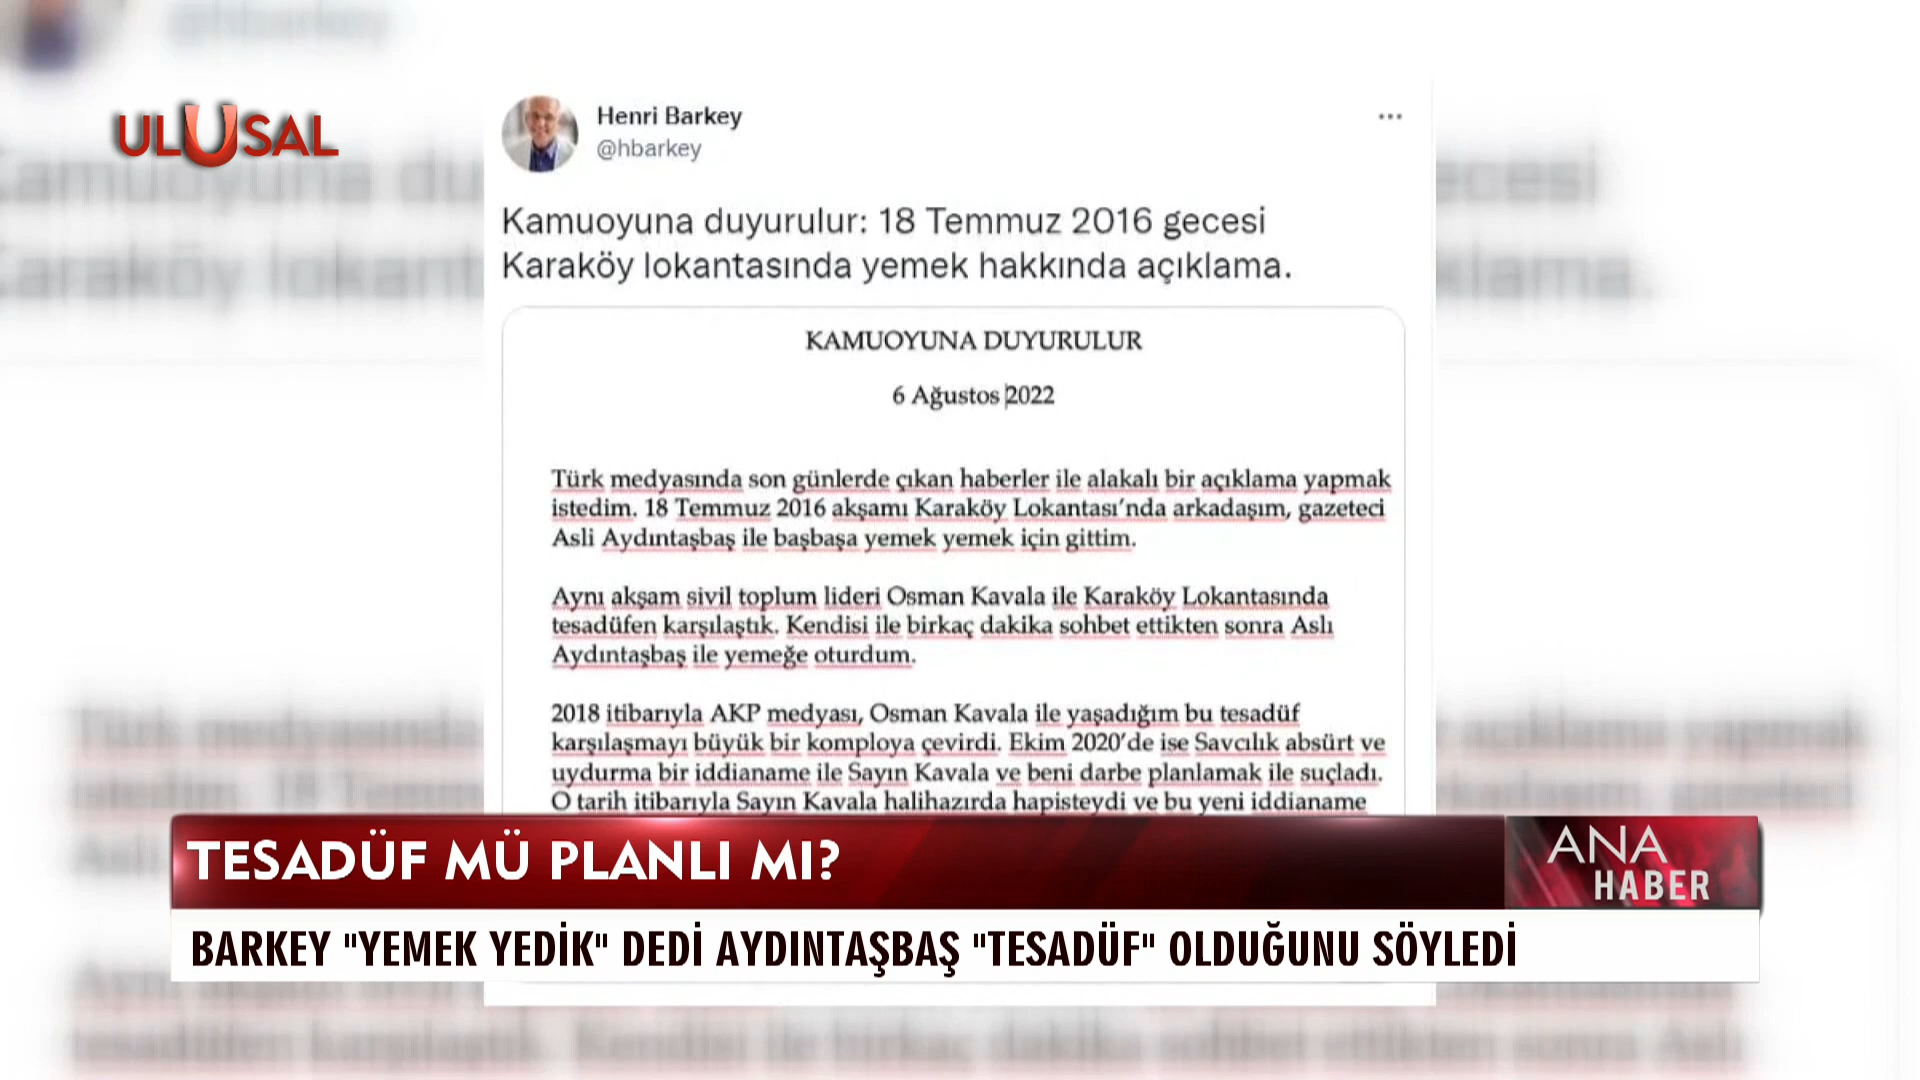 ULUSAL
Henri Barkey
@hbarkey
Kamuoyuna duyurulur: 18 Temmuz 2016 gecesi
Karaköy lokantasında yemek hakkında açıklama.
KAMUOYUNA DUYURULUR
6 Ağustos 2022
Türk medyasında son günlerde çıkan haberler ile alakalı bir açıklama yapmak
istedim. 18 Temmuz 2016 akşamı Karaköy Lokantası'nda arkadaşım, gazeteci
Asli Aydıntaşbaş ile başbaşa yemek yemek için gittim.
Aynı akşam sivil toplum lideri Osman Kavala ile Karaköy Lokantasında
tesadüfen karşılaştık. Kendisi ile birkaç dakika sohbet ettikten sonra Aslı
Aydıntaşbaş ile yemeğe oturdum.
2018 itibarıyla AKP medyası, Osman Kavala ile yaşadığım bu tesadüf
karşılaşmayı büyük bir komploya çevirdi. Ekim 2020'de ise Savcılık absürt ve
uydurma bir iddianame ile Sayın Kavala ve beni darbe planlamak ile suçladı.
O tarih itibarıyla Sayın Kavala halihazırda hapisteydi ve bu yeni iddianame
TESADÜF MÜ PLANLI MI?
ANA
HABER
BARKEY "YEMEK YEDİK" DEDİ AYDINTAŞBAŞ "TESADÜF" OLDUĞUNU SÖYLEDİ